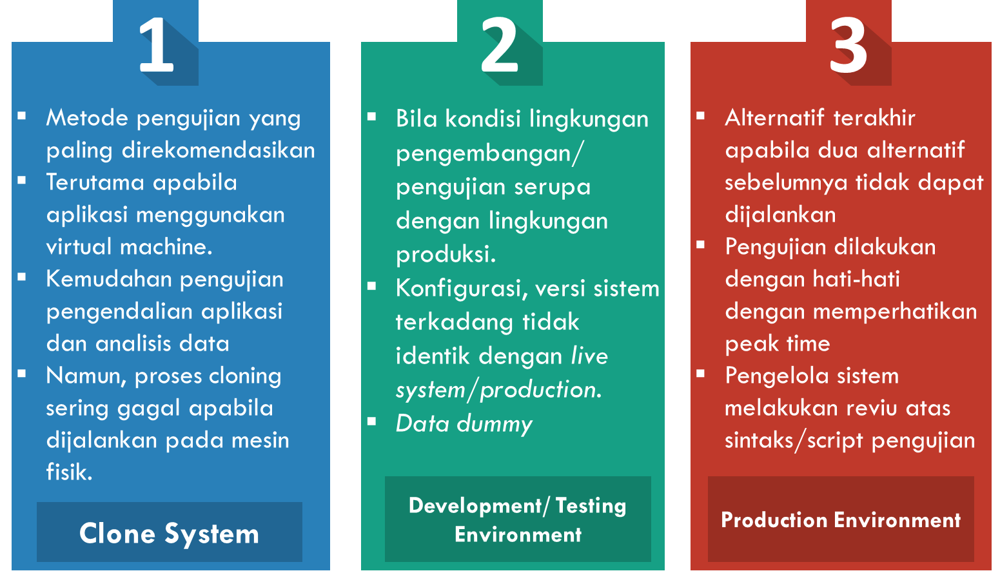 1
▪ Metode pengujian yang
paling direkomendasikan
▪ Terutama apabila
aplikasi menggunakan
virtual machine.
▪ Kemudahan pengujian
pengendalian aplikasi
dan analisis data
▪ Namun, proses cloning
sering gagal apabila
dijalankan pada mesin
fisik.
Clone System
2
▪ Bila kondisi lingkungan
pengembangan/
pengujian serupa
dengan lingkungan
produksi.
▪ Konfigurasi, versi sistem
terkadang tidak
identik dengan live
system/production.
▪ Data dummy
Development/ Testing
Environment
3
▪ Alternatif terakhir
apabila dua alternatif
sebelumnya tidak dapat
dijalankan
▪ Pengujian dilakukan
dengan hati-hati
dengan memperhatikan
peak time
▪ Pengelola sistem
melakukan reviu atas
sintaks/script pengujian
Production Environment